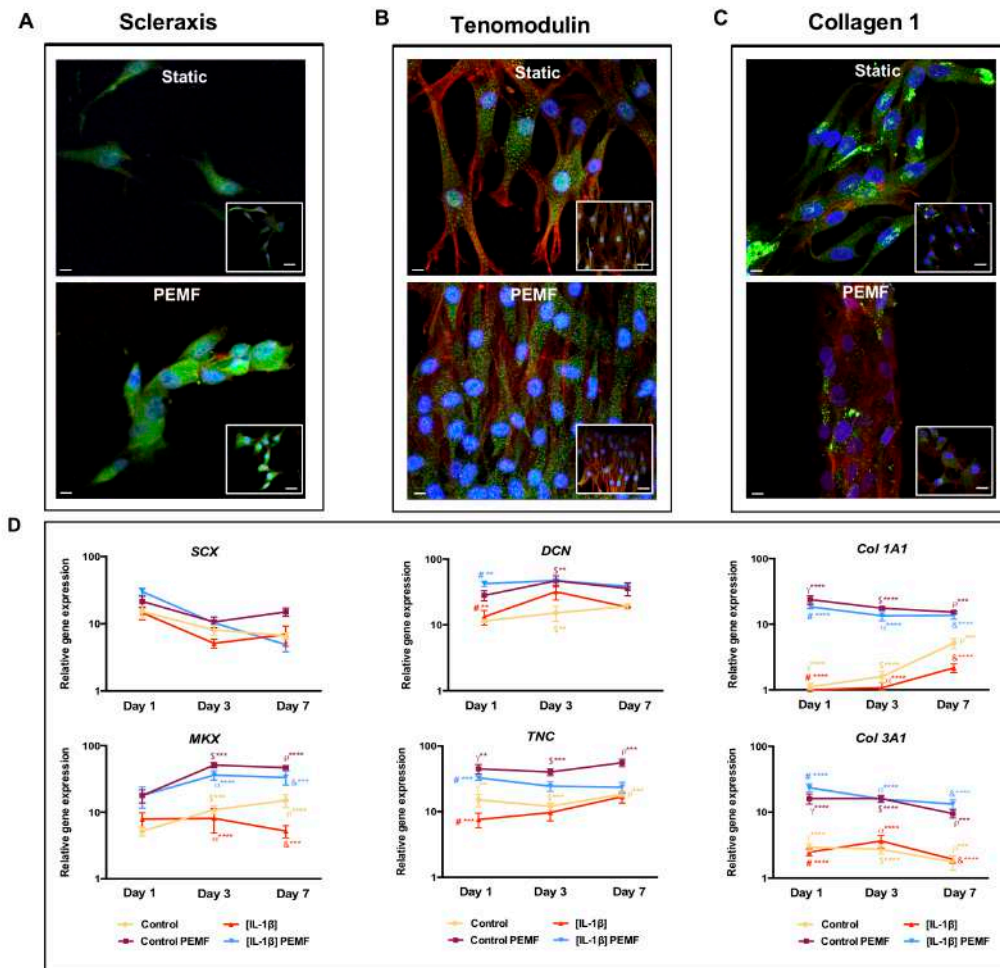 A Scleraxis
B Tenomodulin
C Collagen 1
Static
Static
Static
PEMF
PEMF
PEMF
D
SCX
Relative gene expression
100
10
1
Day 1 Day 3 Day 7
DCN
Relative gene expression
100
10
1
#**
$**
#**
$**
Day 1 Day 3 Day 7
Col 1A1
Relative gene expression
100
10
1
γ****
$****
#****
α****
&****
γ****
$****
#****
α****
&****
Day 1 Day 3 Day 7
MKX
Relative gene expression
100
10
1
$***
α****
&***
$****
α****
&***
Day 1 Day 3 Day 7
TNC
Relative gene expression
100
10
1
γ**
$***
#***
#***
Day 1 Day 3 Day 7
Col 3A1
Relative gene expression
100
10
1
#****
α****
&****
γ****
$****
γ****
α****
#****
$****
&****
Day 1 Day 3 Day 7
Control
[IL-1β]
Control PEMF
[IL-1β] PEMF
Control
[IL-1β]
Control PEMF
[IL-1β] PEMF
Control
[IL-1β]
Control PEMF
[IL-1β] PEMF